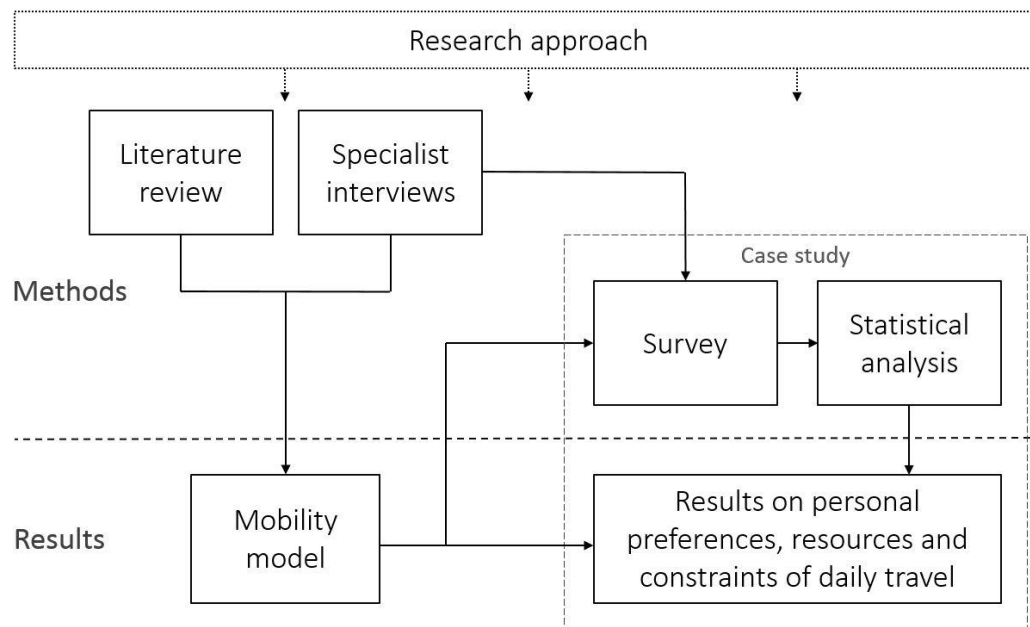 Research approach
Literature
review
Specialist
interviews
Case study
Methods
Survey
Statistical
analysis
Results
Mobility
model
Results on personal
preferences, resources and
constraints of daily travel